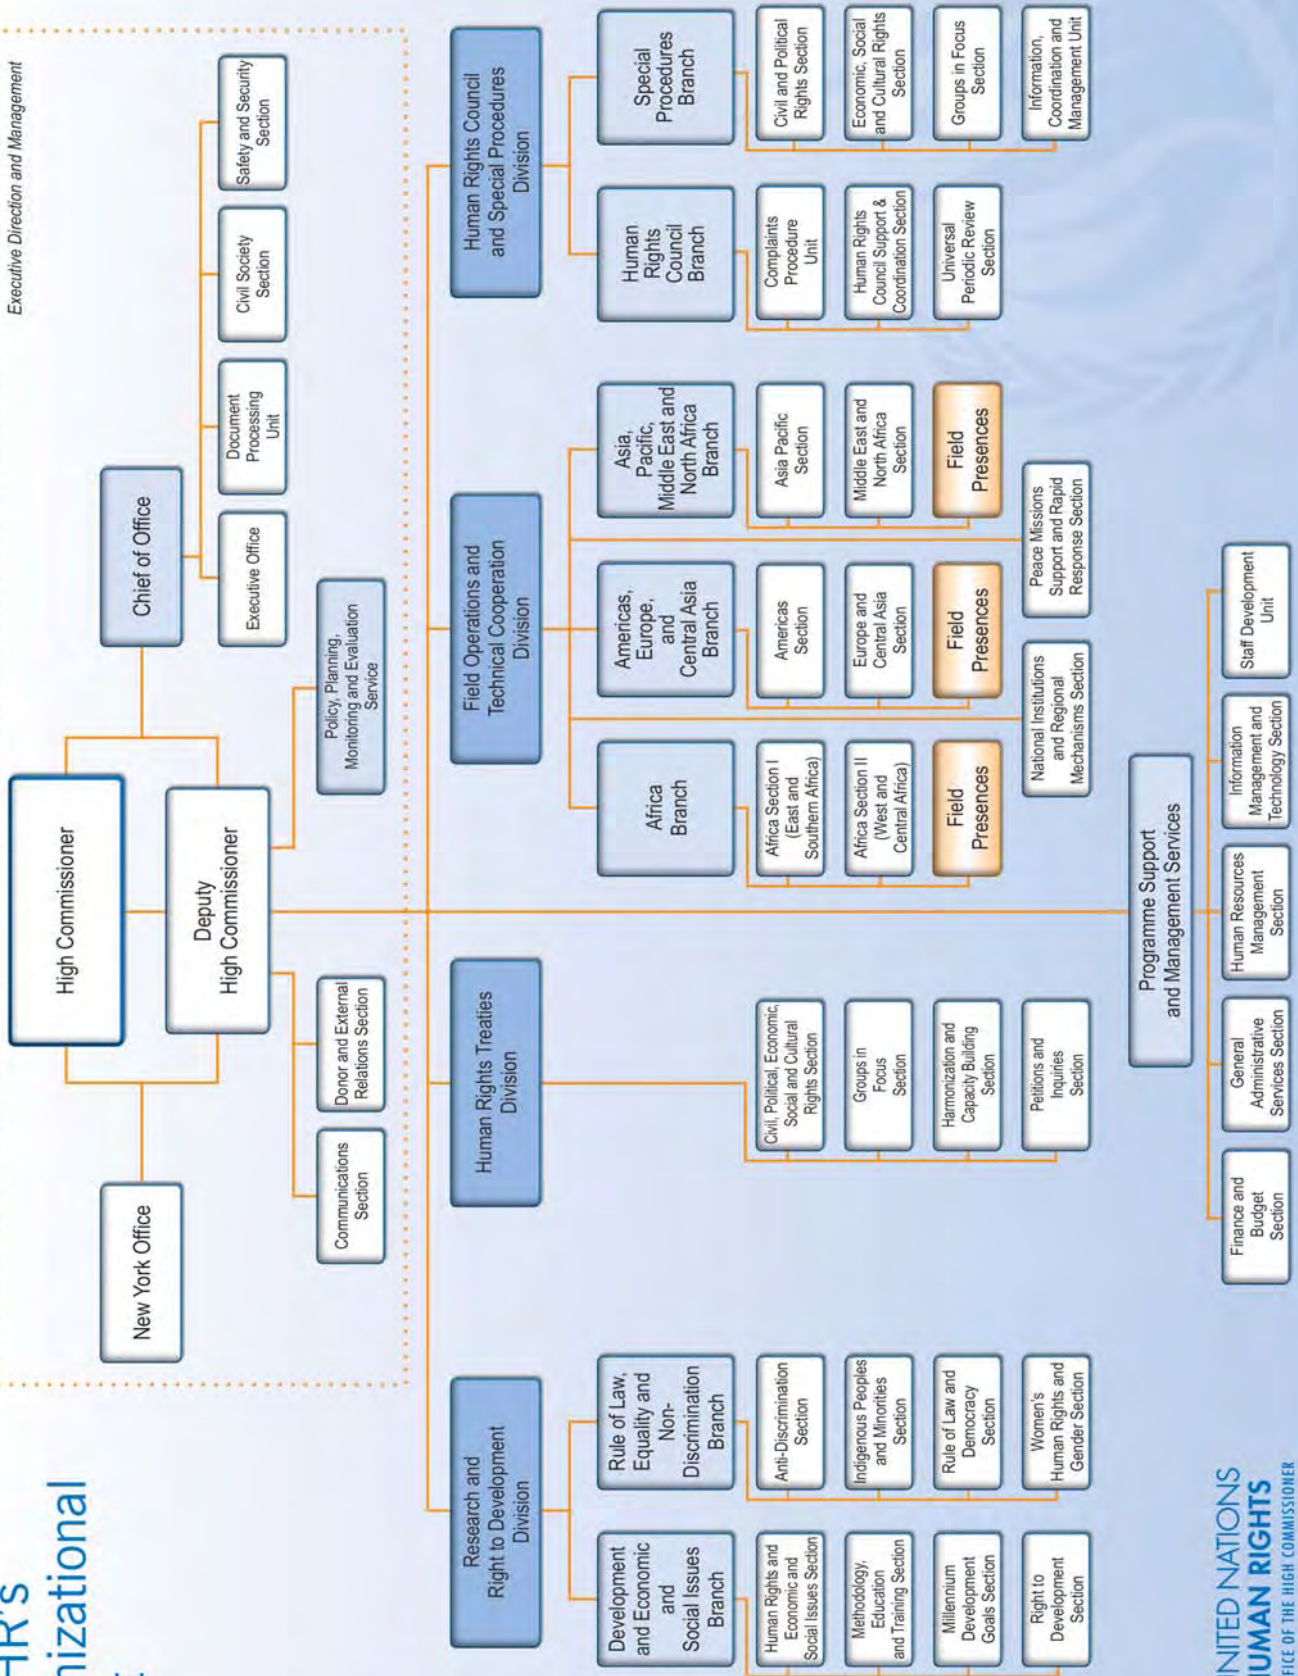 HR's
nizational
Executive Direction and Management
High Commissioner
Deputy
High Commissioner
New York Office
Chief of Office
Executive Office
Document
Processing
Unit
Civil Society
Section
Safety and Security
Section
Communications
Section
Donor and External
Relations Section
Policy, Planning,
Monitoring and Evaluation
Service
Research and
Right to Development
Division
Development
and Economic
and
Social Issues
Branch
Human Rights and
Economic and
Social Issues Section
Methodology,
Education
and Training Section
Millennium
Development
Goals Section
Right to
Development
Section
Rule of Law,
Equality and
Non-
Discrimination
Branch
Anti-Discrimination
Section
Indigenous Peoples
and Minorities
Section
Rule of Law and
Democracy
Section
Women's
Human Rights and
Gender Section
Human Rights Treaties
Division
Civil, Political, Economic,
Social and Cultural
Rights Section
Groups in
Focus
Section
Harmonization and
Capacity Building
Section
Petitions and
Inquiries
Section
Field Operations and
Technical Cooperation
Division
Africa
Branch
Africa Section I
(East and
Southern Africa)
Africa Section II
(West and
Central Africa)
Field
Presences
Americas,
Europe,
and
Central Asia
Branch
Americas
Section
Europe and
Central Asia
Section
Field
Presences
Asia,
Pacific,
Middle East and
North Africa
Branch
Asia Pacific
Section
Middle East and
North Africa
Section
Field
Presences
National Institutions
and Regional
Mechanisms Section
Peace Missions
Support and Rapid
Response Section
Human Rights Council
and Special Procedures
Division
Human
Rights
Council
Branch
Complaints
Procedure
Unit
Human Rights
Council Support &
Coordination Section
Universal
Periodic Review
Section
Special
Procedures
Branch
Civil and Political
Rights Section
Economic, Social
and Cultural Rights
Section
Groups in Focus
Section
Information,
Coordination and
Management Unit
Programme Support
and Management Services
Finance and
Budget
Section
General
Administrative
Services Section
Human Resources
Management
Section
Information
Management and
Technology Section
Staff Development
Unit
NITED NATIONS
UMAN RIGHTS
FICE OF THE HIGH COMMISSIONER